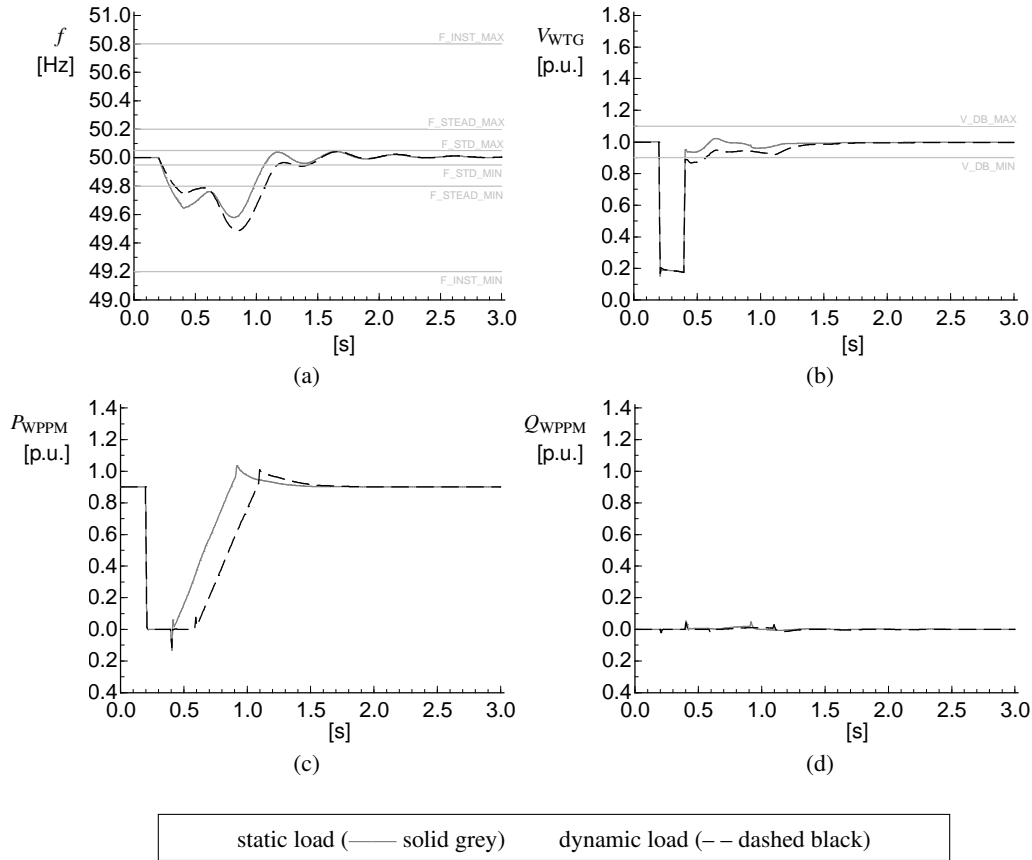 f
[Hz]
51.0
50.8
50.6
50.4
50.2
50.0
49.8
49.6
49.4
49.2
49.0
F_INST_MAX
F_STEAD_MAX
F_STD_MAX
F_STD_MIN
F_STEAD_MIN
F_INST_MIN
0.0 0.5 1.0 1.5 2.0 2.5 3.0
[s]
(a)
VWTG
[p.u.]
1.8
1.6
1.4
1.2
1.0
0.8
0.6
0.4
0.2
0.0
V_DB_MAX
V_DB_MIN
0.0 0.5 1.0 1.5 2.0 2.5 3.0
[s]
(b)
PWPPM
[p.u.]
1.4
1.2
1.0
0.8
0.6
0.4
0.2
0.0
0.2
0.4
0.0 0.5 1.0 1.5 2.0 2.5 3.0
[s]
(c)
QWPPM
[p.u.]
1.4
1.2
1.0
0.8
0.6
0.4
0.2
0.0
0.2
0.4
0.0 0.5 1.0 1.5 2.0 2.5 3.0
[s]
(d)
static load (—— solid grey) dynamic load (– – dashed black)